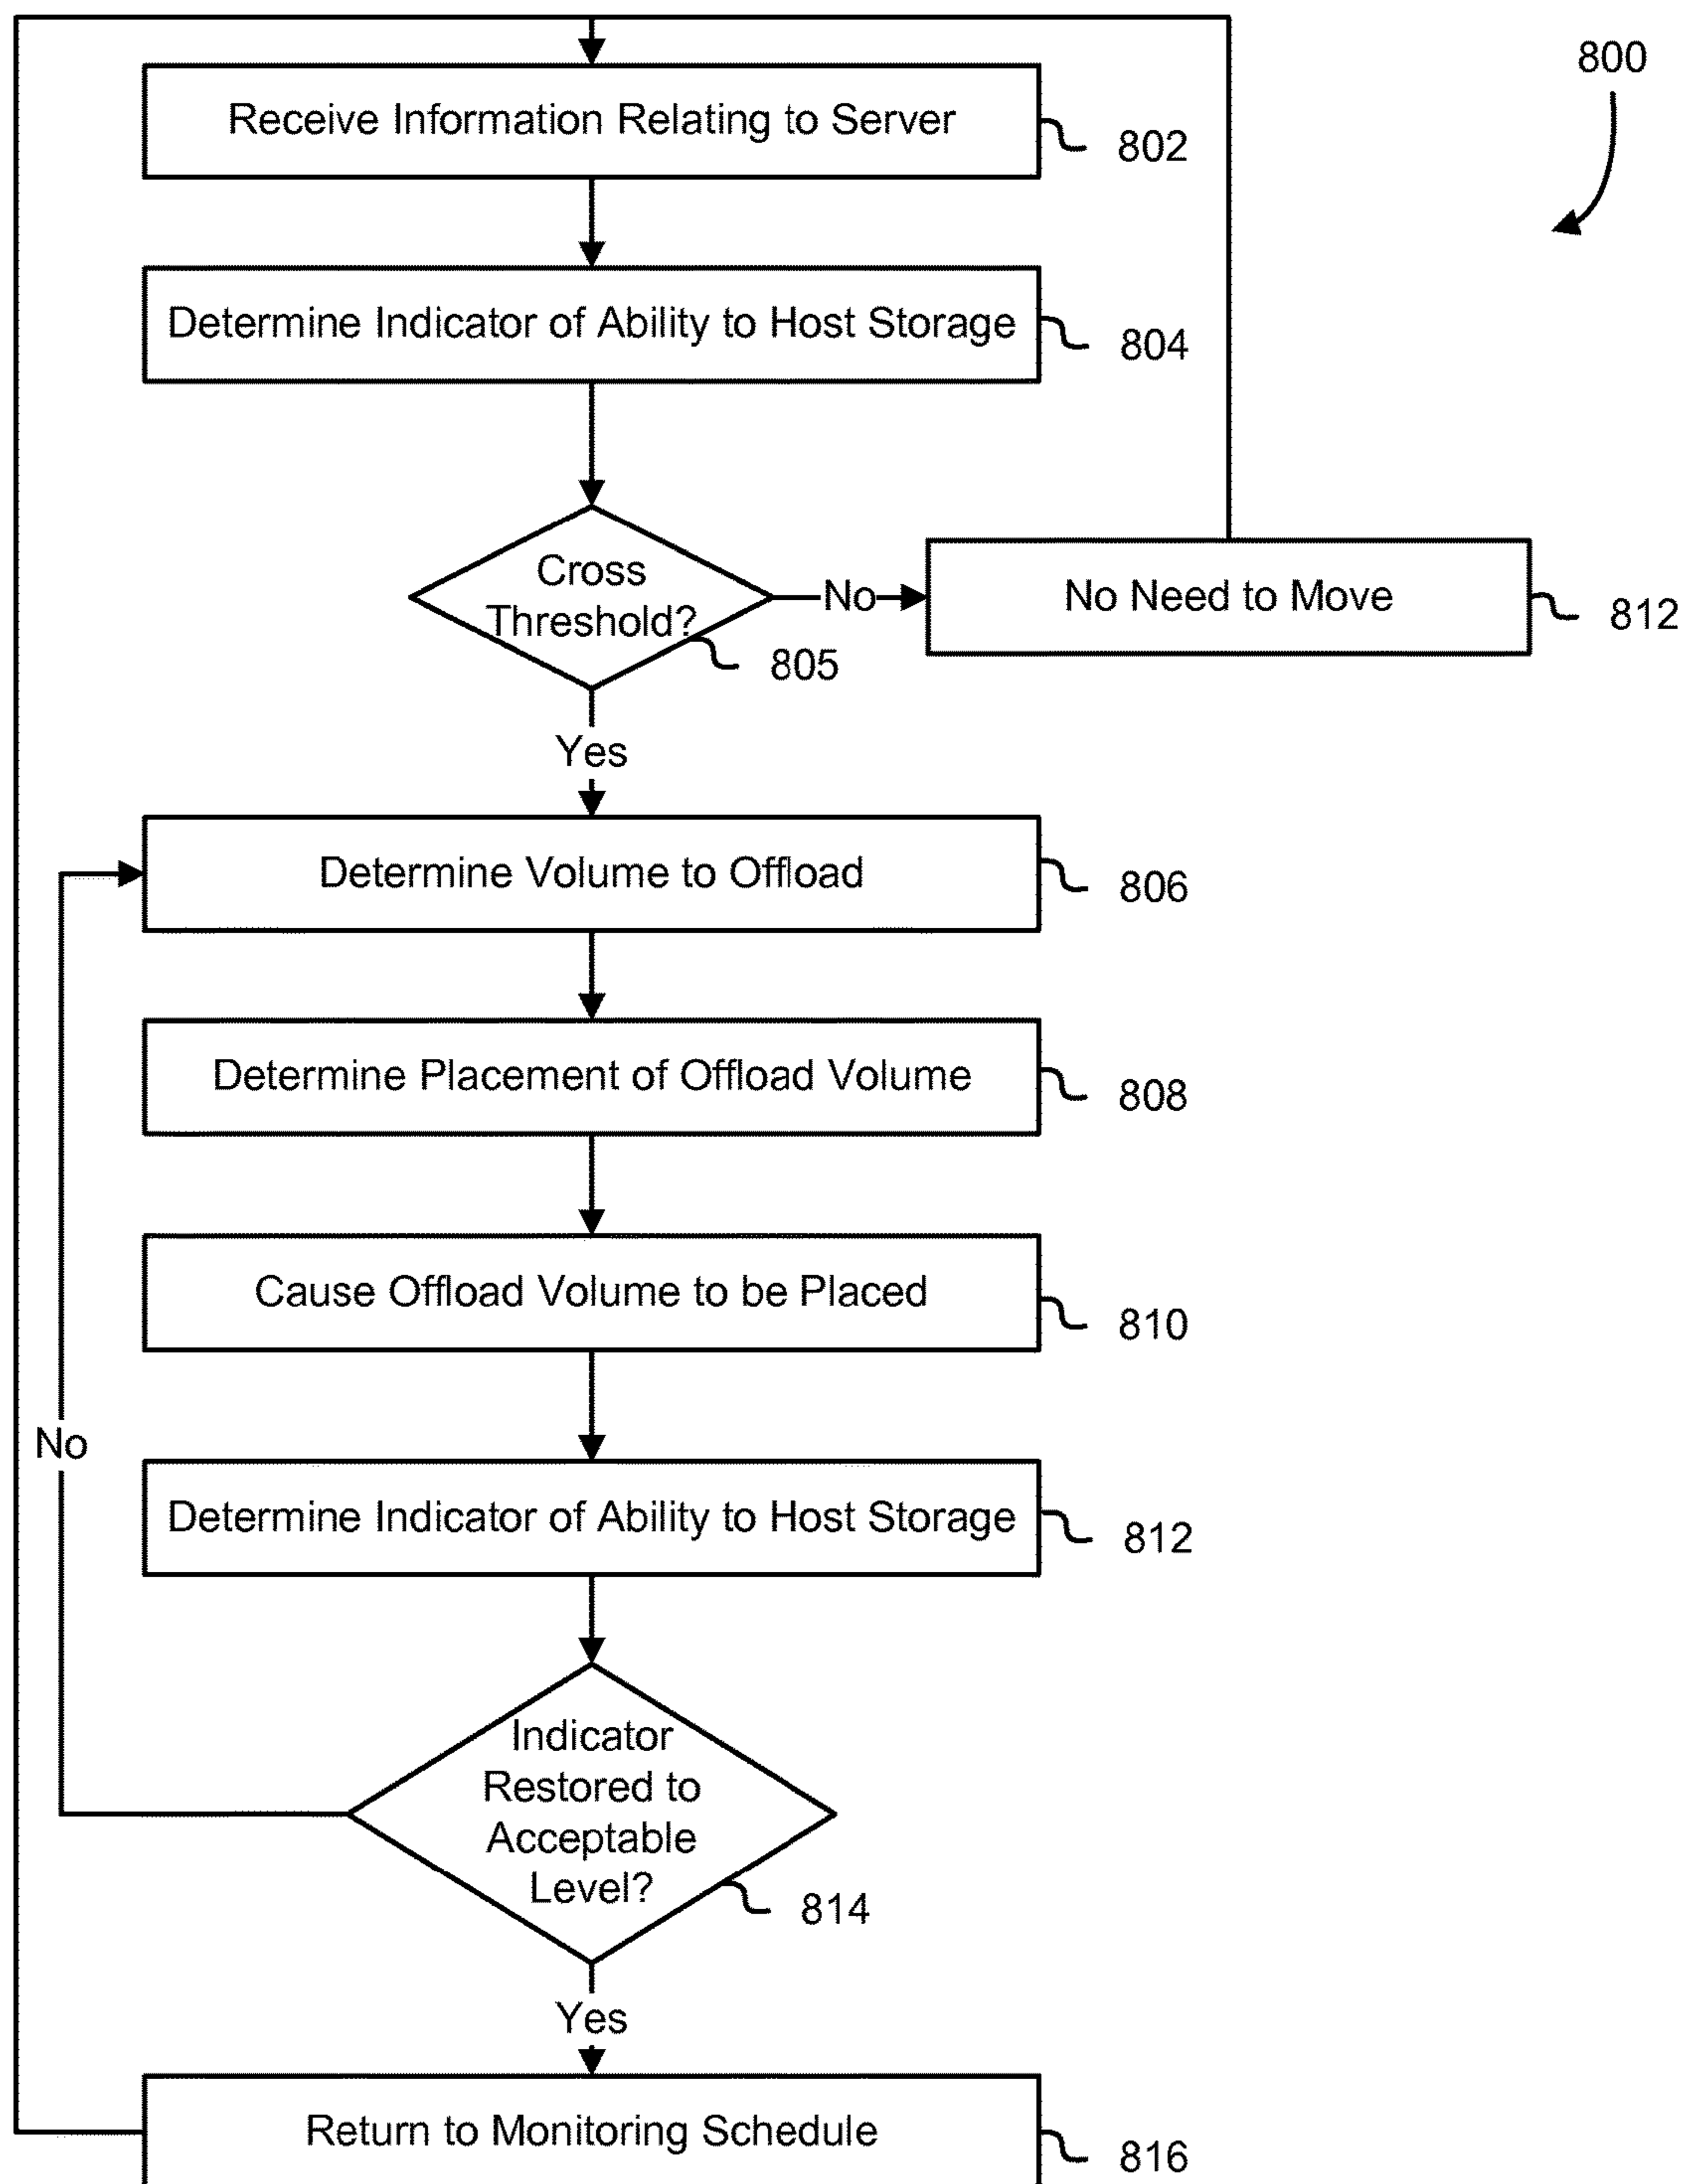 800
Receive Information Relating to Server
802
Determine Indicator of Ability to Host Storage
804
Cross
Threshold?
805
No
No Need to Move
812
Yes
Determine Volume to Offload
806
Determine Placement of Offload Volume
808
Cause Offload Volume to be Placed
810
No
Determine Indicator of Ability to Host Storage
812
Indicator
Restored to
Acceptable
Level?
814
Yes
Return to Monitoring Schedule
816